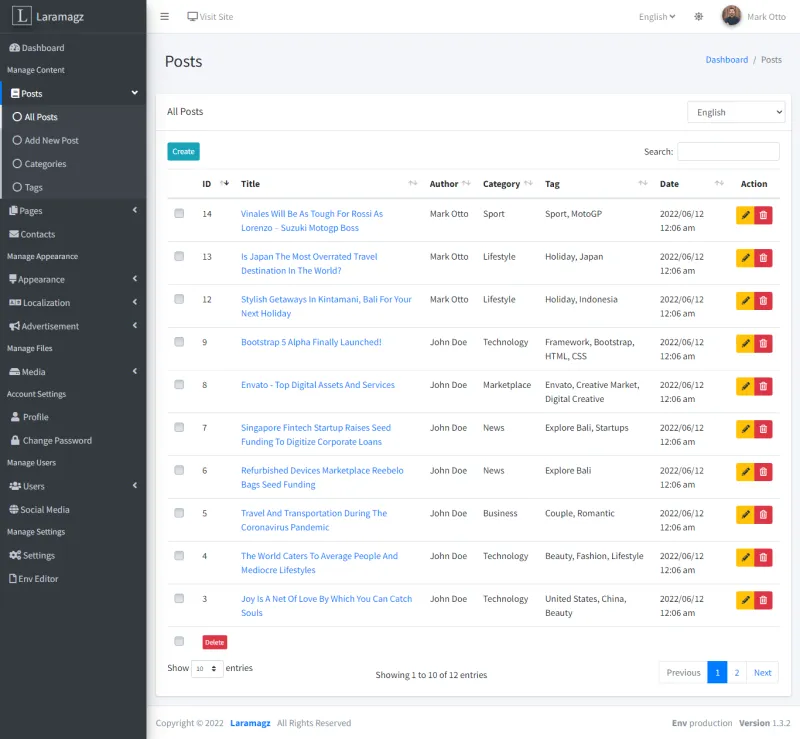 L Laramagz
Visit Site
English
Mark Otto
Dashboard
Manage Content
Posts
All Posts
Add New Post
Categories
Tags
Pages
Contacts
Manage Appearance
Appearance
Localization
Advertisement
Manage Files
Media
Account Settings
Profile
Change Password
Manage Users
Users
Social Media
Manage Settings
Settings
Env Editor
Posts
Dashboard / Posts
All Posts
English
Create
Search:
ID Title Author Category Tag Date Action
14 Vinales Will Be As Tough For Rossi As Mark Otto Sport Sport, MotoGP 2022/06/12
Lorenzo – Suzuki Motogp Boss 12:06 am
13 Is Japan The Most Overrated Travel Mark Otto Lifestyle Holiday, Japan 2022/06/12
Destination In The World? 12:06 am
12 Stylish Getaways In Kintamani, Bali For Your Mark Otto Lifestyle Holiday, Indonesia 2022/06/12
Next Holiday 12:06 am
9 Bootstrap 5 Alpha Finally Launched! John Doe Technology Framework, Bootstrap, 2022/06/12
HTML, CSS 12:06 am
8 Envato - Top Digital Assets And Services John Doe Marketplace Envato, Creative Market, 2022/06/12
Digital Creative 12:06 am
7 Singapore Fintech Startup Raises Seed John Doe News Explore Bali, Startups 2022/06/12
Funding To Digitize Corporate Loans 12:06 am
6 Refurbished Devices Marketplace Reebelo John Doe News Explore Bali 2022/06/12
Bags Seed Funding 12:06 am
5 Travel And Transportation During The John Doe Business Couple, Romantic 2022/06/12
Coronavirus Pandemic 12:06 am
4 The World Caters To Average People And John Doe Technology Beauty, Fashion, Lifestyle 2022/06/12
Mediocre Lifestyles 12:06 am
3 Joy Is A Net Of Love By Which You Can Catch John Doe Technology United States, China, 2022/06/12
Souls Beauty 12:06 am
Delete
Show 10 entries
Showing 1 to 10 of 12 entries
Previous 1 2 Next
Copyright © 2022 Laramagz All Rights Reserved
Env production Version 1.3.2